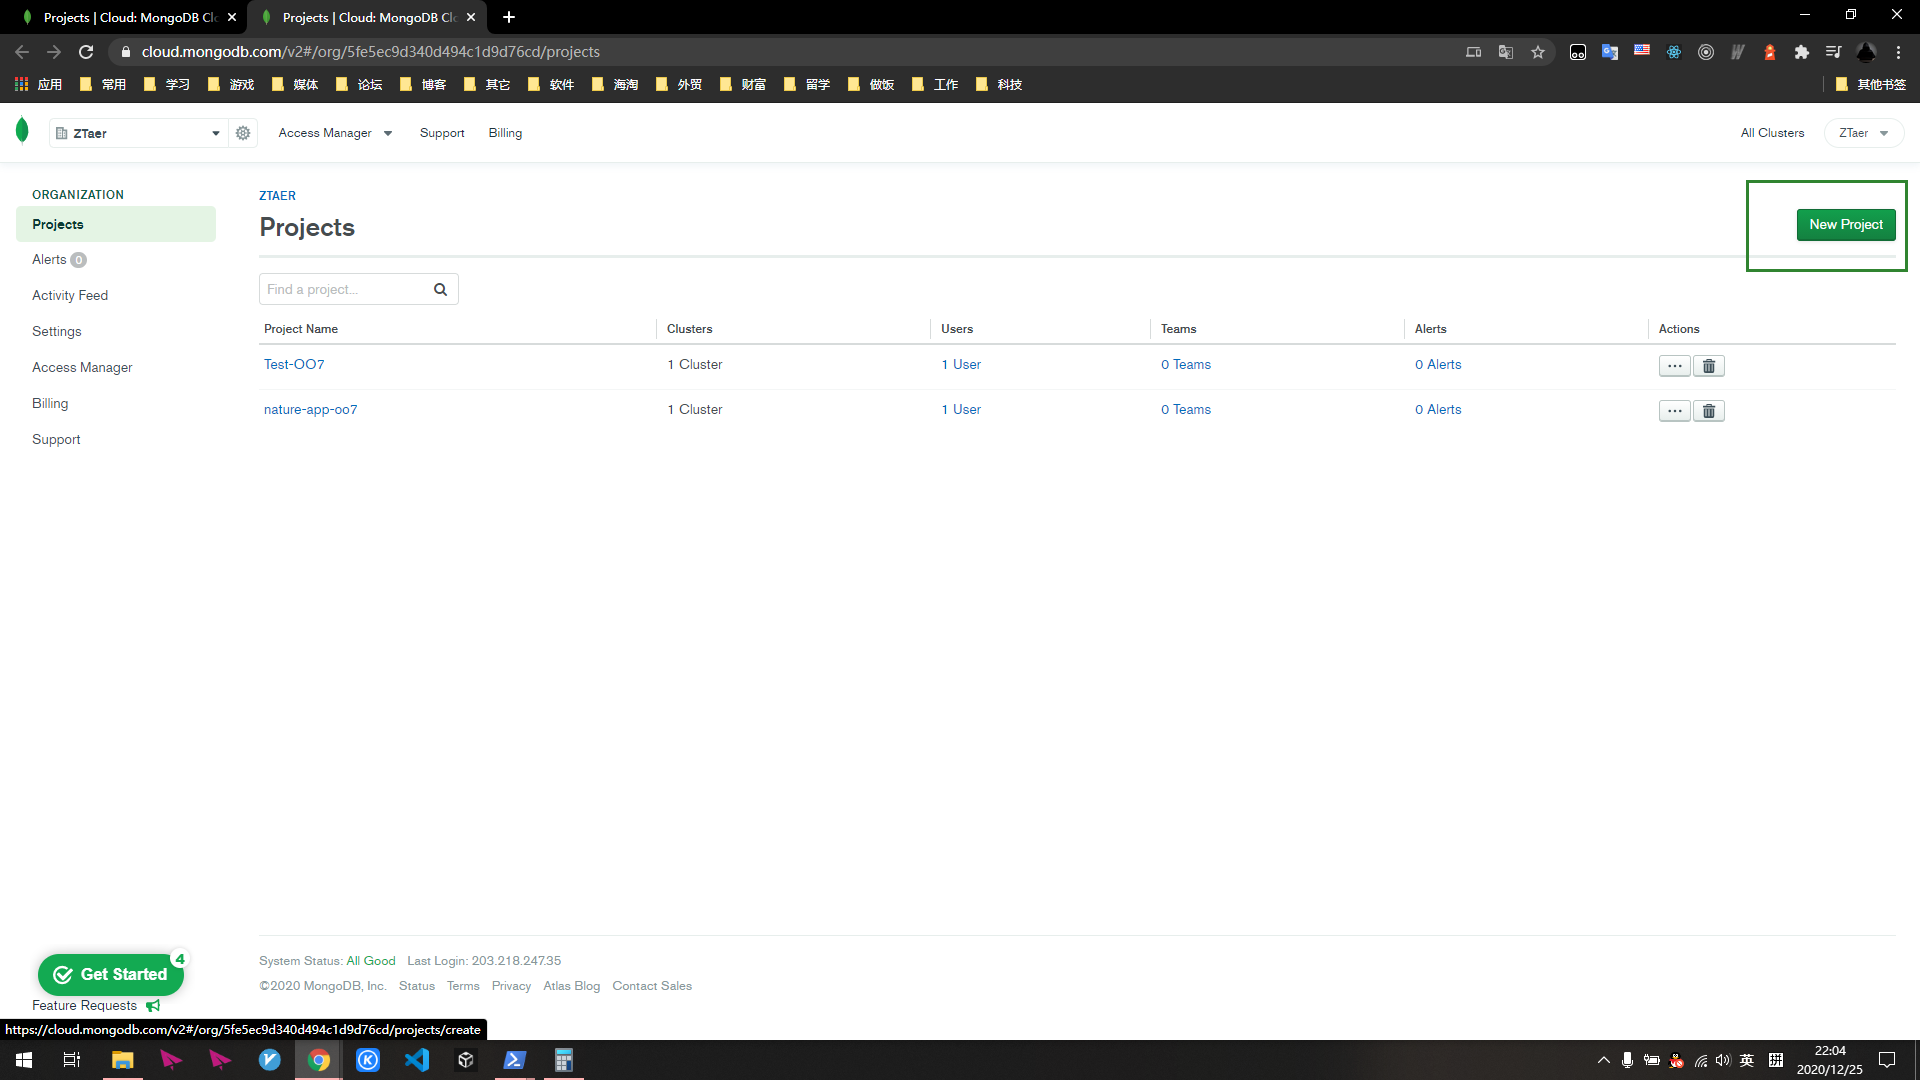 Projects | Cloud: MongoDB Cl
Projects | Cloud: MongoDB Cl
cloud.mongodb.com/v2#/org/5fe5ec9d340d494c1d9d76cd/projects
应用 常用 学习 游戏 媒体 论坛 博客 其它 软件 海淘 外贸 财富 留学 做饭 工作 科技 其他书签
ZTaer Access Manager Support Billing All Clusters ZTaer
ORGANIZATION
Projects
Alerts 0
Activity Feed
Settings
Access Manager
Billing
Support
ZTAER
Projects
New Project
Find a project...
Project Name Clusters Users Teams Alerts Actions
Test-OO7 1 Cluster 1 User 0 Teams 0 Alerts
nature-app-oo7 1 Cluster 1 User 0 Teams 0 Alerts
System Status: All Good Last Login: 203.218.247.35
©2020 MongoDB, Inc. Status Terms Privacy Atlas Blog Contact Sales
Get Started 4
Feature Requests
https://cloud.mongodb.com/v2#/org/5fe5ec9d340d494c1d9d76cd/projects/create
英 拼
22:04
2020/12/25